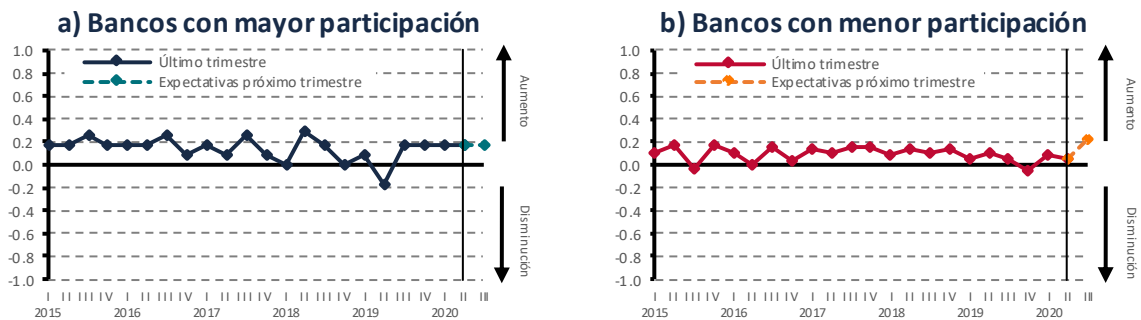 a) Bancos con mayor participación
1.0
0.8
0.6
0.4
0.2
0.0
-0.2
-0.4
-0.6
-0.8
-1.0
Último trimestre
Expectativas próximo trimestre
Aumento
Disminución
I II III IV I II III IV I II III IV I II III IV I II III IV I II III
2015 2016 2017 2018 2019 2020
b) Bancos con menor participación
1.0
0.8
0.6
0.4
0.2
0.0
-0.2
-0.4
-0.6
-0.8
-1.0
Último trimestre
Expectativas próximo trimestre
Aumento
Disminución
I II III IV I II III IV I II III IV I II III IV I II III IV I II III
2015 2016 2017 2018 2019 2020